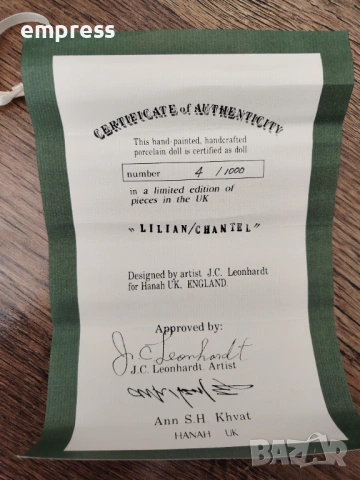 empress
CERTIFICATE of AUTHENTICITY
This hand-painted, handcrafted
porcelain doll is certified as doll
number 4 / 1000
in a limited edition of
pieces in the UK
"LILIAN/CHANTEL"
Designed by artist J.C. Leonhardt
for Hanah UK, ENGLAND.
Approved by:
J.C. Leonhardt
J.C. Leonhardt, Artist
Ann S.H Khvat
HANAH UK
BAZAR